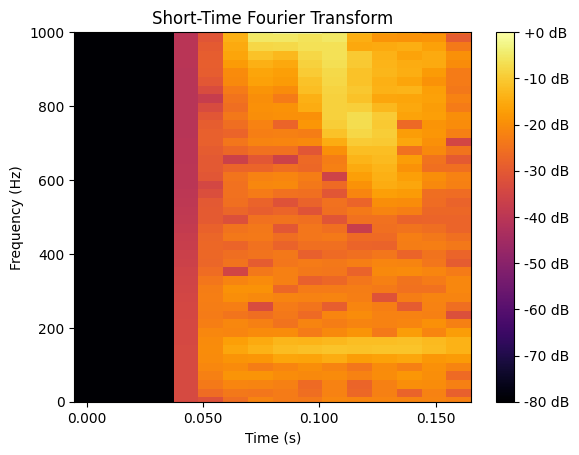 Short-Time Fourier Transform
1000
800
600
400
200
0
Frequency (Hz)
0.000
0.050
0.100
0.150
Time (s)
+0 dB
-10 dB
-20 dB
-30 dB
-40 dB
-50 dB
-60 dB
-70 dB
-80 dB